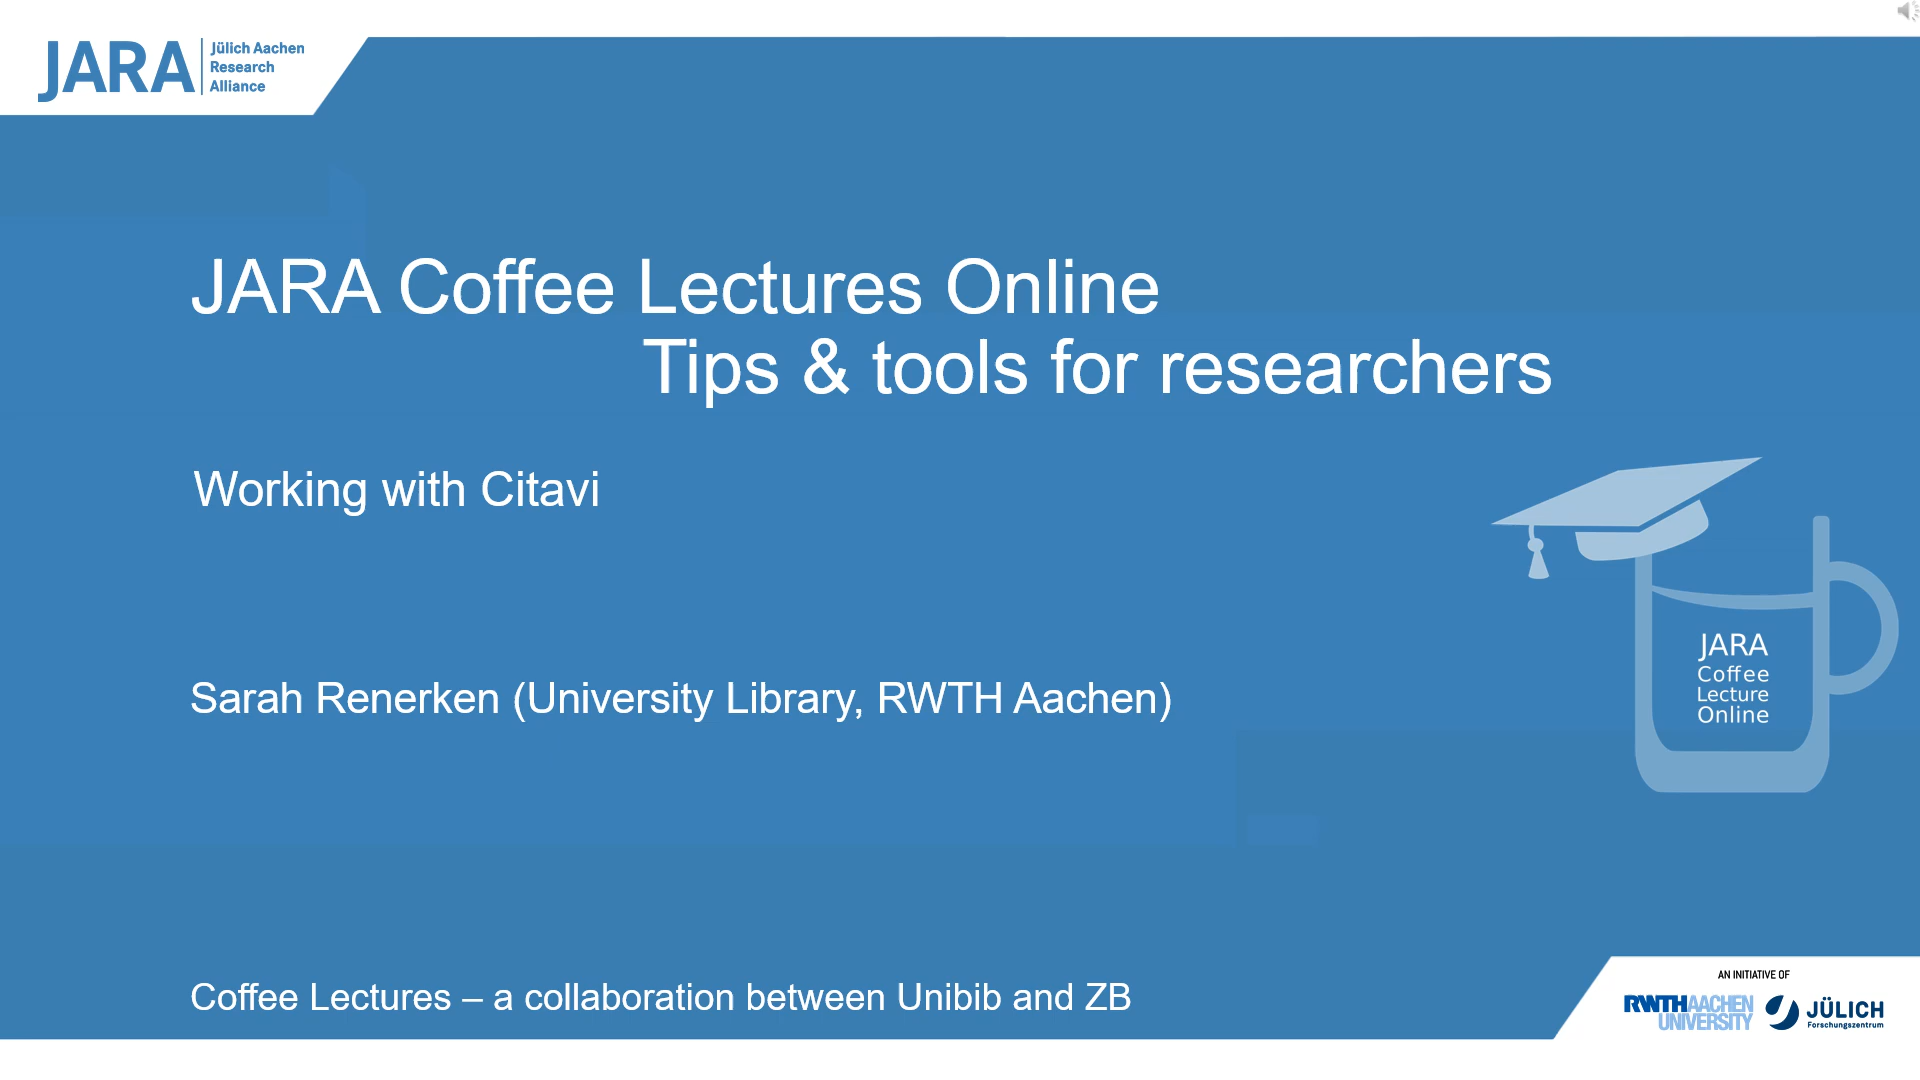 JARA Jülich Aachen
Research
Alliance
JARA Coffee Lectures Online
Tips & tools for researchers
Working with Citavi
JARA
Coffee
Lecture
Online
Sarah Renerken (University Library, RWTH Aachen)
Coffee Lectures – a collaboration between Unibib and ZB
AN INITIATIVE OF
RWTHAACHEN
UNIVERSITY
JÜLICH
Forschungszentrum